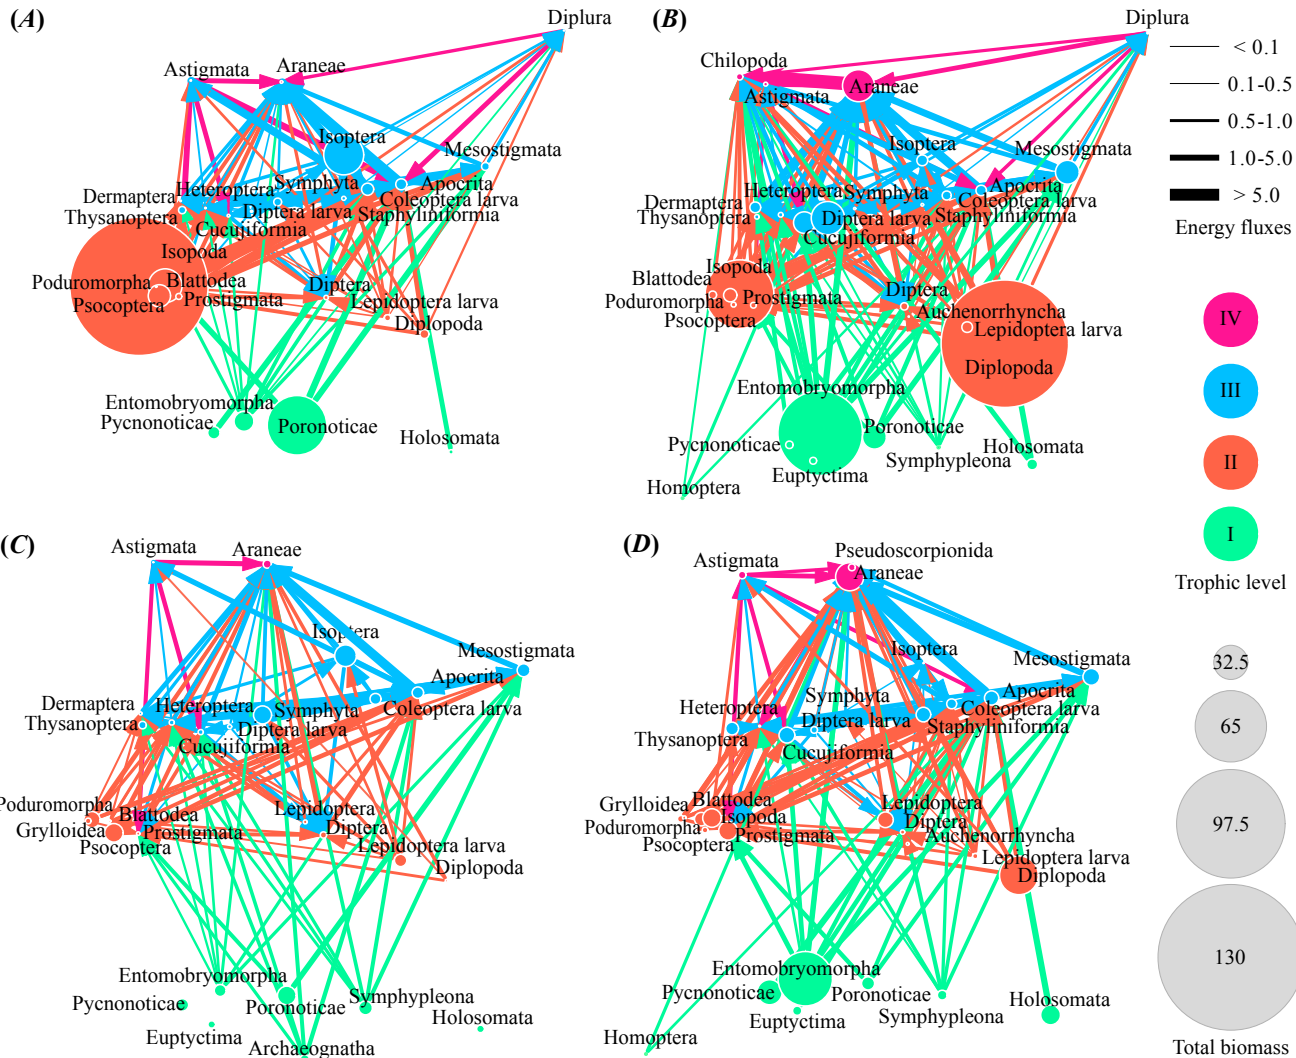 (A)
Diplura
Astigmata
Araneae
Isoptera
Mesostigmata
Dermaptera
Heteroptera
Symphyta
Apocrita
Thysanoptera
Diptera larva
Coleoptera larva
Staphyliniformia
Cucujiformia
Isopoda
Poduromorpha
Blattodea
Diptera
Psocoptera
Prostigmata
Lepidoptera larva
Diplopoda
Entomobryomorpha
Pycnonoticae
Poronoticae
Holosomata
(B)
Diplura
Chilopoda
Astigmata
Araneae
Isoptera
Mesostigmata
Dermaptera
Heteroptera
Symphyta
Apocrita
Thysanoptera
Diptera larva
Coleoptera larva
Staphyliniformia
Cucujiformia
Isopoda
Blattodea
Diptera
Poduromorpha
Prostigmata
Auchenorrhyncha
Psocoptera
Lepidoptera larva
Diplopoda
Entomobryomorpha
Pycnonoticae
Poronoticae
Euptyctima
Symphypleona
Holosomata
Homoptera
< 0.1
0.1-0.5
0.5-1.0
1.0-5.0
> 5.0
Energy fluxes
IV
III
II
I
Trophic level
32.5
65
97.5
130
Total biomass
(C)
Astigmata
Araneae
Isoptera
Mesostigmata
Dermaptera
Heteroptera
Symphyta
Apocrita
Thysanoptera
Diptera larva
Coleoptera larva
Cucujiformia
Poduromorpha
Blattodea
Lepidoptera
Grylloidea
Prostigmata
Diptera
Psocoptera
Lepidoptera larva
Diplopoda
Entomobryomorpha
Pycnonoticae
Poronoticae
Symphypleona
Euptyctima
Holosomata
Archaeognatha
(D)
Pseudoscorpionida
Astigmata
Araneae
Isoptera
Mesostigmata
Symphyta
Apocrita
Heteroptera
Diptera larva
Coleoptera larva
Thysanoptera
Staphyliniformia
Cucujiformia
Grylloidea
Blattodea
Lepidoptera
Isopoda
Diptera
Poduromorpha
Prostigmata
Auchenorrhyncha
Psocoptera
Lepidoptera larva
Diplopoda
Entomobryomorpha
Pycnonoticae
Poronoticae
Euptyctima
Symphypleona
Holosomata
Homoptera